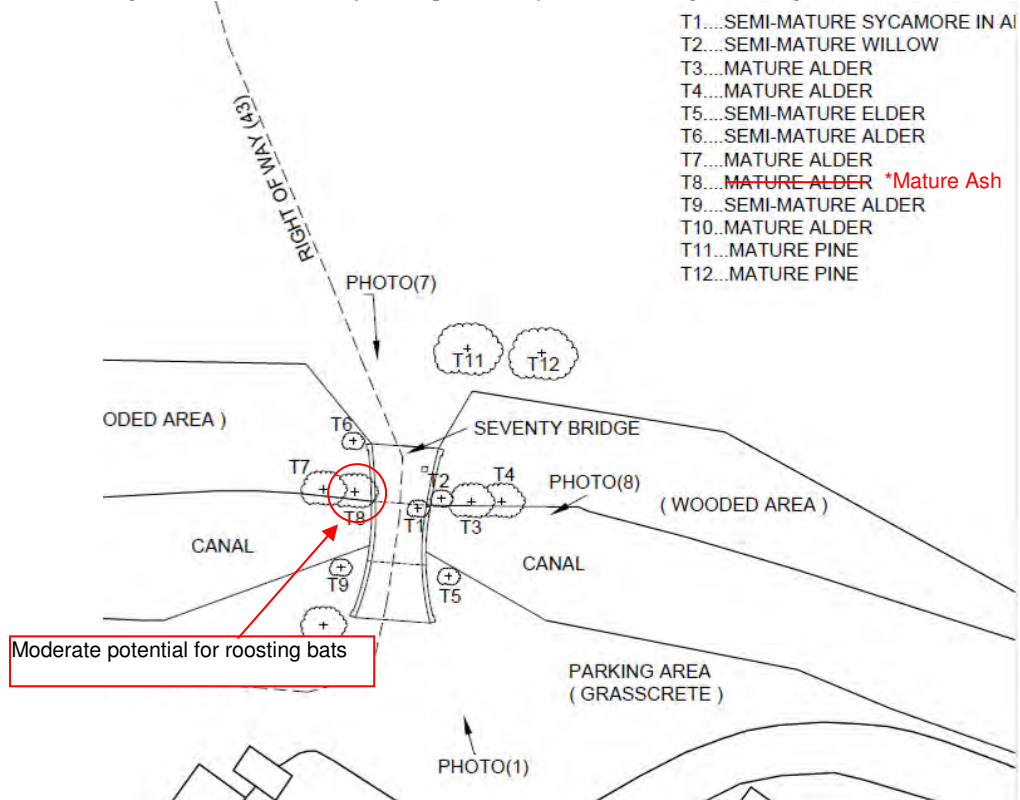 T1....SEMI-MATURE SYCAMORE IN
T2....SEMI-MATURE WILLOW
T3....MATURE ALDER
T4....MATURE ALDER
T5....SEMI-MATURE ELDER
T6....SEMI-MATURE ALDER
T7....MATURE ALDER
T8....MATURE ALDER *Mature Ash
T9....SEMI-MATURE ALDER
T10..MATURE ALDER
T11...MATURE PINE
T12...MATURE PINE
RIGHT OF WAY (43)
PHOTO(7)
T11
T12
ODED AREA )
T6
SEVENTY BRIDGE
T7
T8
T2
T4
T1
T3
PHOTO(8)
( WOODED AREA )
CANAL
CANAL
T9
T5
Moderate potential for roosting bats
PARKING AREA
( GRASSCRETE )
PHOTO(1)